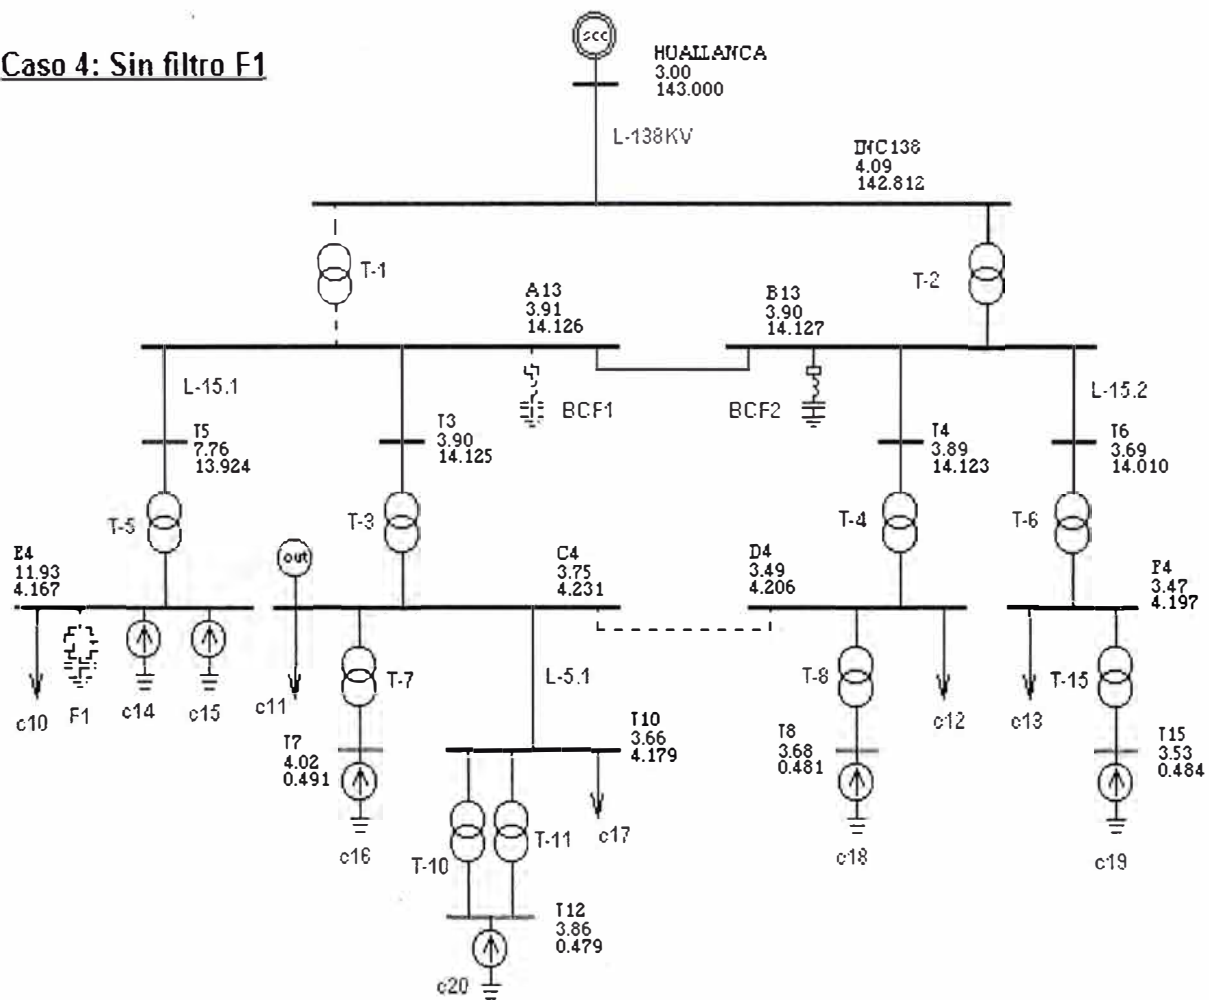 Caso 4: Sin filtro F1
scc
HUALLANCA
3.00
143.000
L-138KV
INC138
4.09
142.812
T-1
T-2
A13
3.91
14.126
B13
3.90
14.127
L-15.1
BCF1
BCF2
L-15.2
T5
7.76
13.924
T3
3.90
14.125
T4
3.89
14.123
T6
3.69
14.010
T-5
T-3
T-4
T-6
E4
11.93
4.167
out
C4
3.75
4.231
D4
3.49
4.206
F4
3.47
4.197
c10
F1
c14
c15
c11
T-7
L-5.1
T-8
c12
c13
T-15
T7
4.02
0.491
T10
3.66
4.179
T8
3.68
0.481
T15
3.53
0.484
c16
T-10
T-11
c17
c18
c19
T12
3.86
0.479
c20